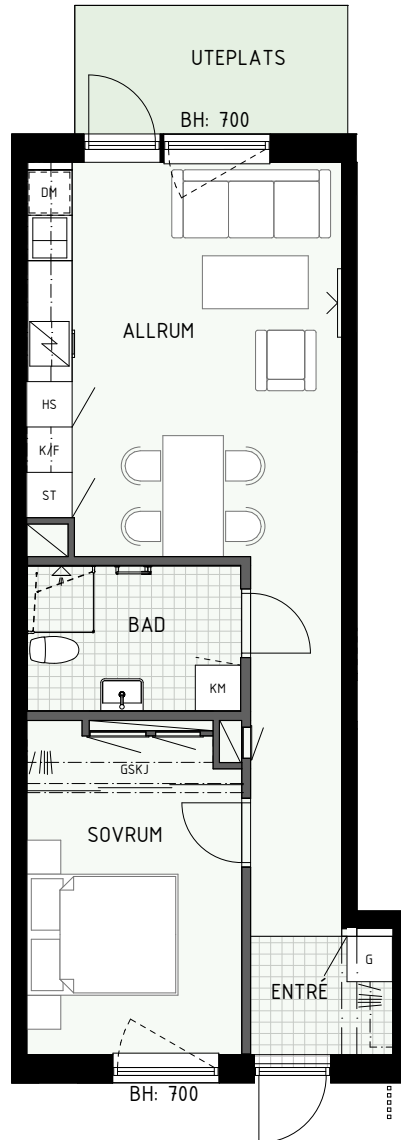 UTEPLATS
BH: 700
DM
ALLRUM
HS
K/F
ST
BAD
KM
GSKJ
SOVRUM
G
ENTRÉ
BH: 700